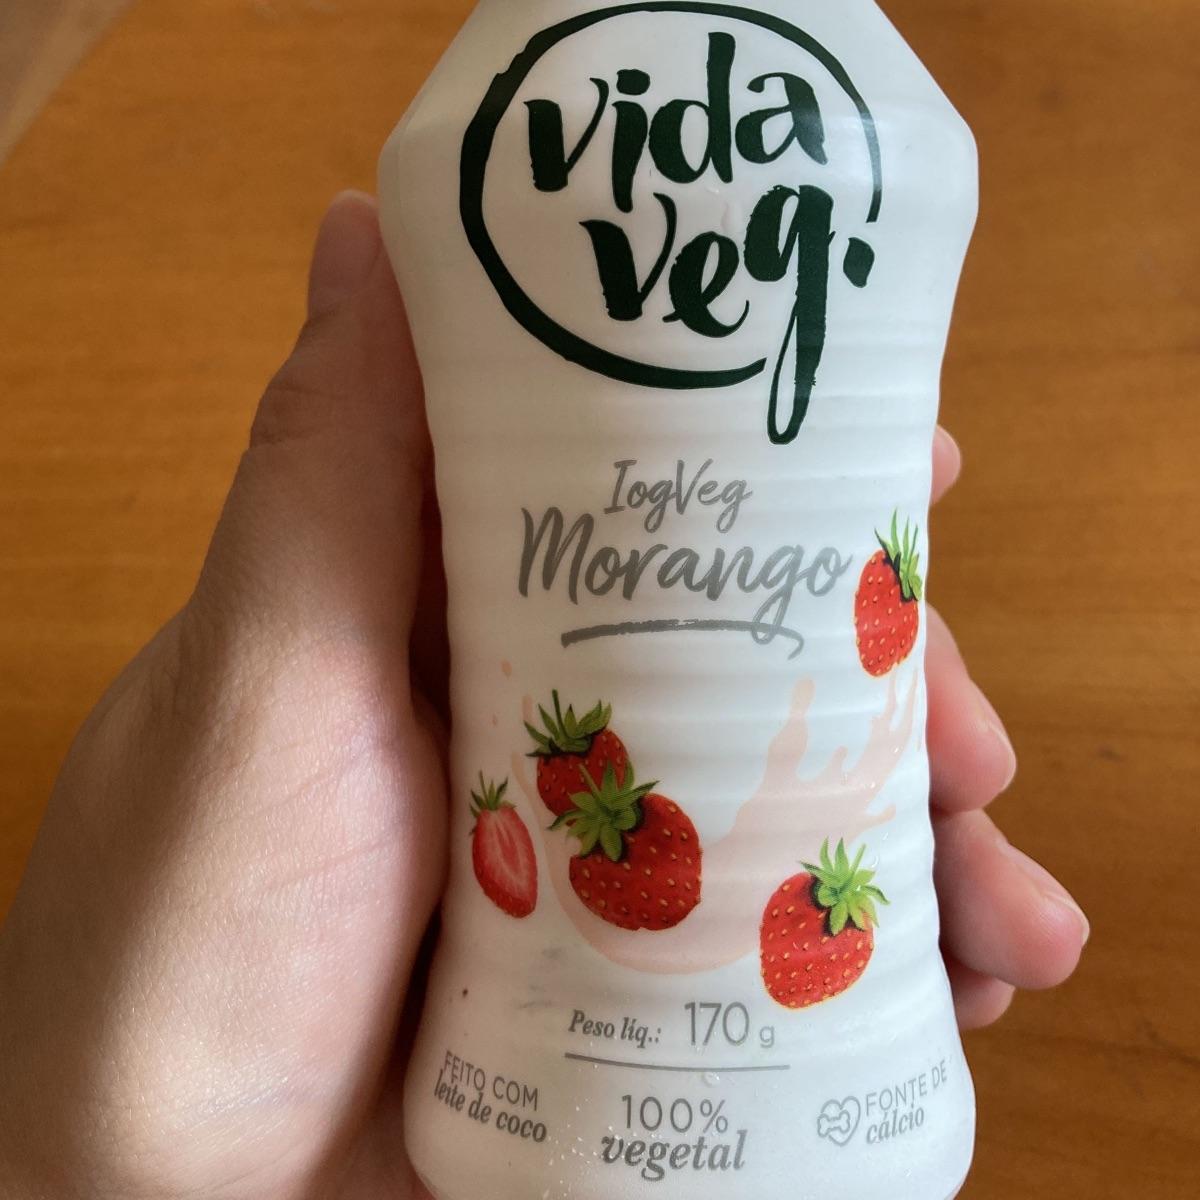 vida
veg.
IogVeg
Morango
Peso líq.: 170 g
FEITO COM
leite de coco
100%
vegetal
FONTE DE
cálcio